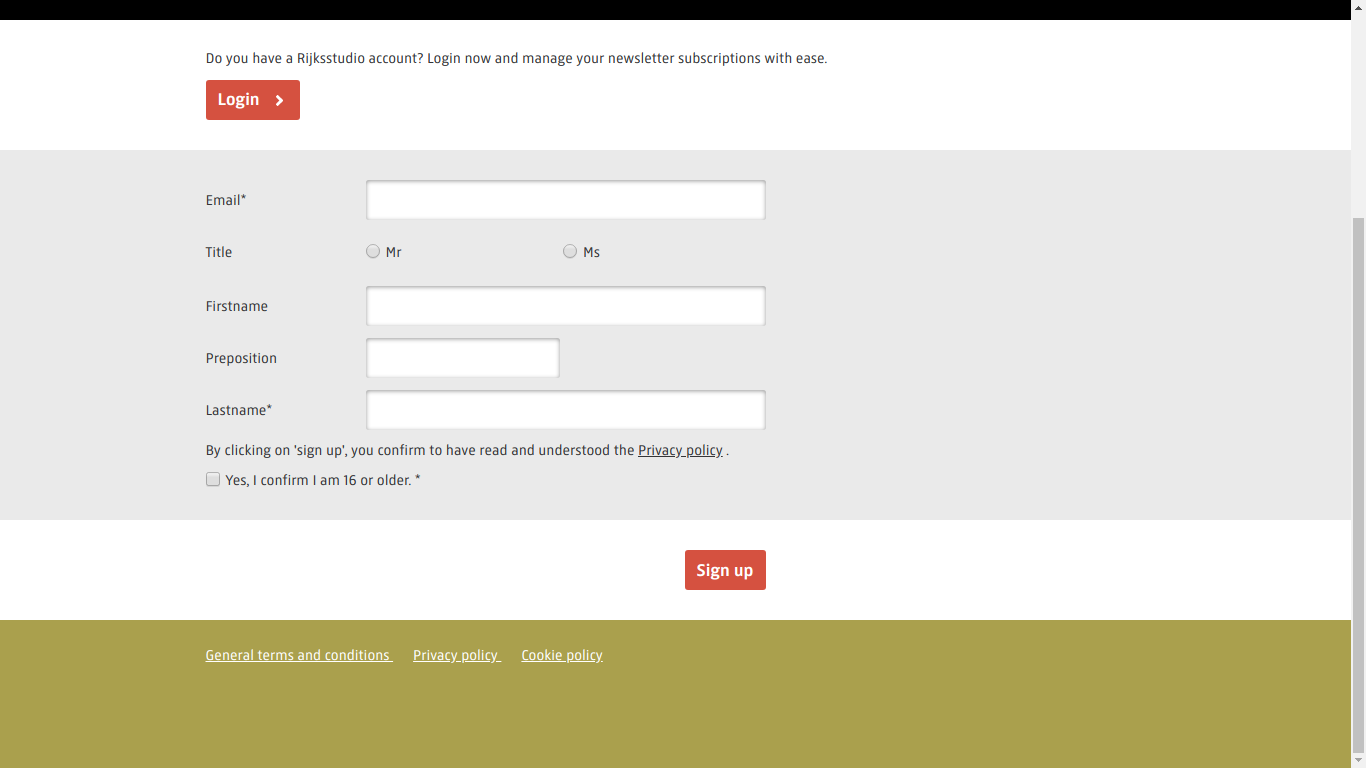 Do you have a Rijksstudio account? Login now and manage your newsletter subscriptions with ease.
Login
Email*
Title
Mr
Ms
Firstname
Preposition
Lastname*
By clicking on 'sign up', you confirm to have read and understood the Privacy policy .
Yes, I confirm I am 16 or older. *
Sign up
General terms and conditions Privacy policy Cookie policy